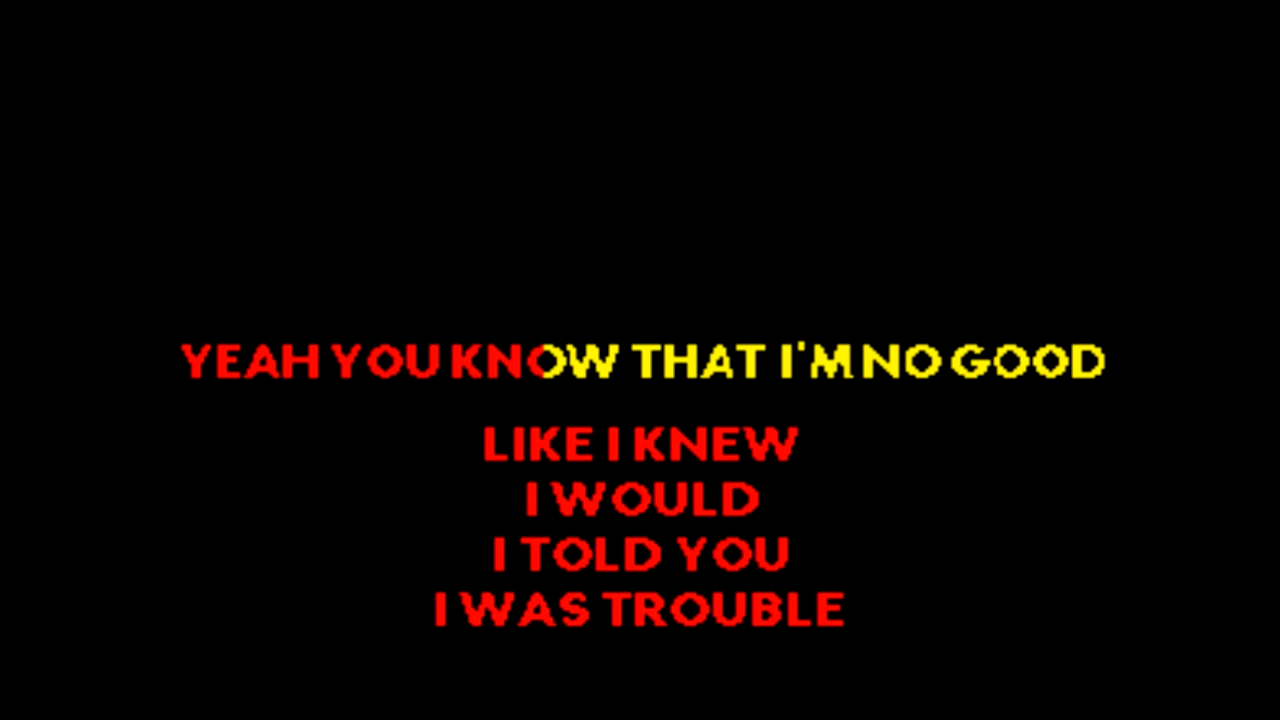 YEAH YOU KNOW THAT I'M NO GOOD
LIKE I KNEW
I WOULD
I TOLD YOU
I WAS TROUBLE